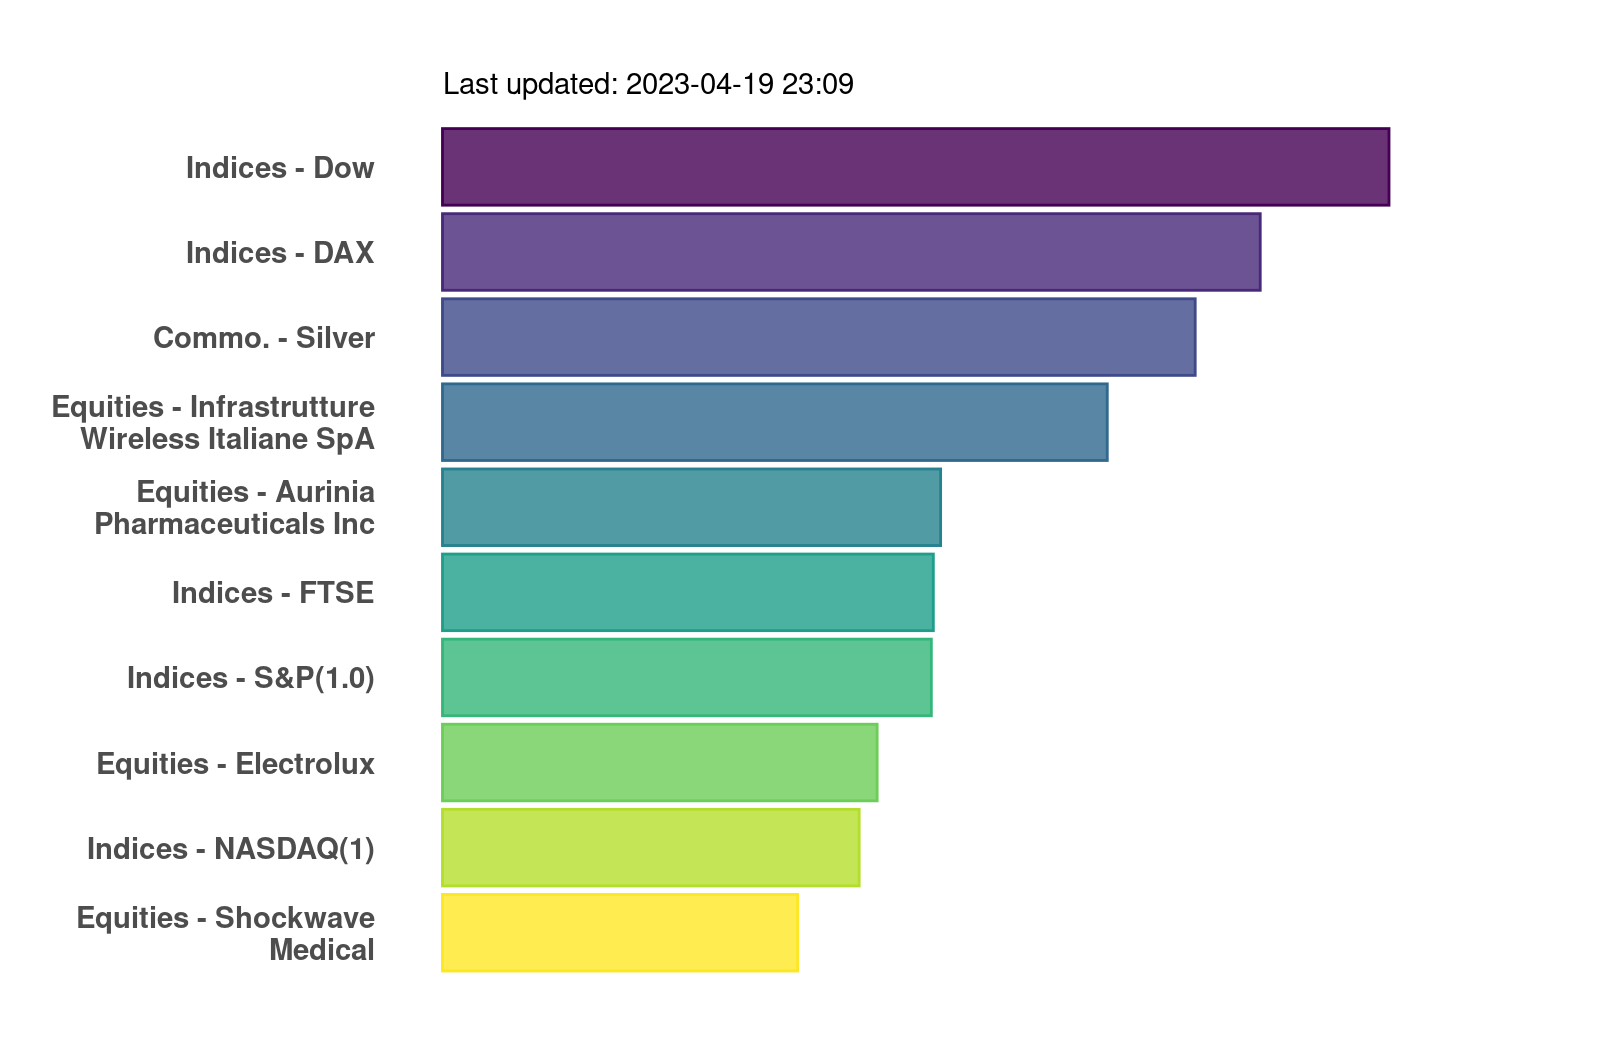 Last updated: 2023-04-19 23:09
Indices - Dow
Indices - DAX
Commo. - Silver
Equities - Infrastrutture
Wireless Italiane SpA
Equities - Aurinia
Pharmaceuticals Inc
Indices - FTSE
Indices - S&P(1.0)
Equities - Electrolux
Indices - NASDAQ(1)
Equities - Shockwave
Medical